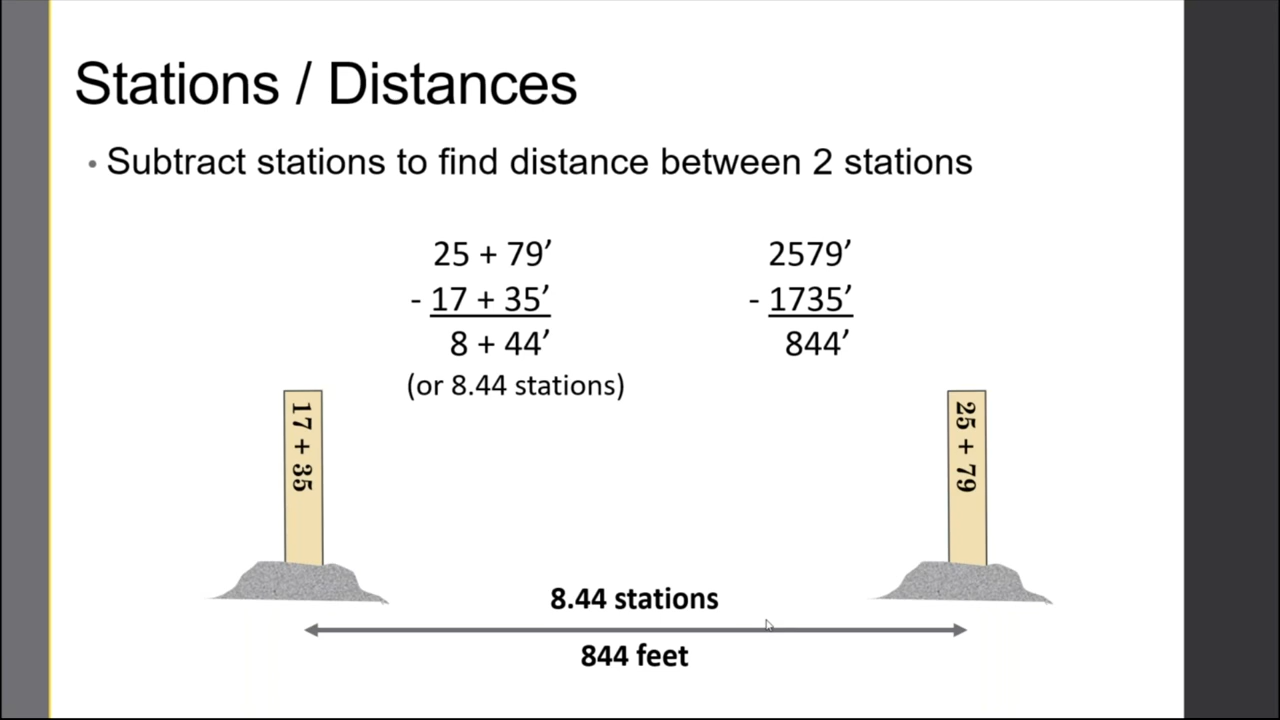 Stations / Distances
• Subtract stations to find distance between 2 stations
25 + 79’
- 17 + 35’
8 + 44’
(or 8.44 stations)
2579’
- 1735’
844’
17 + 35
25 + 79
8.44 stations
844 feet